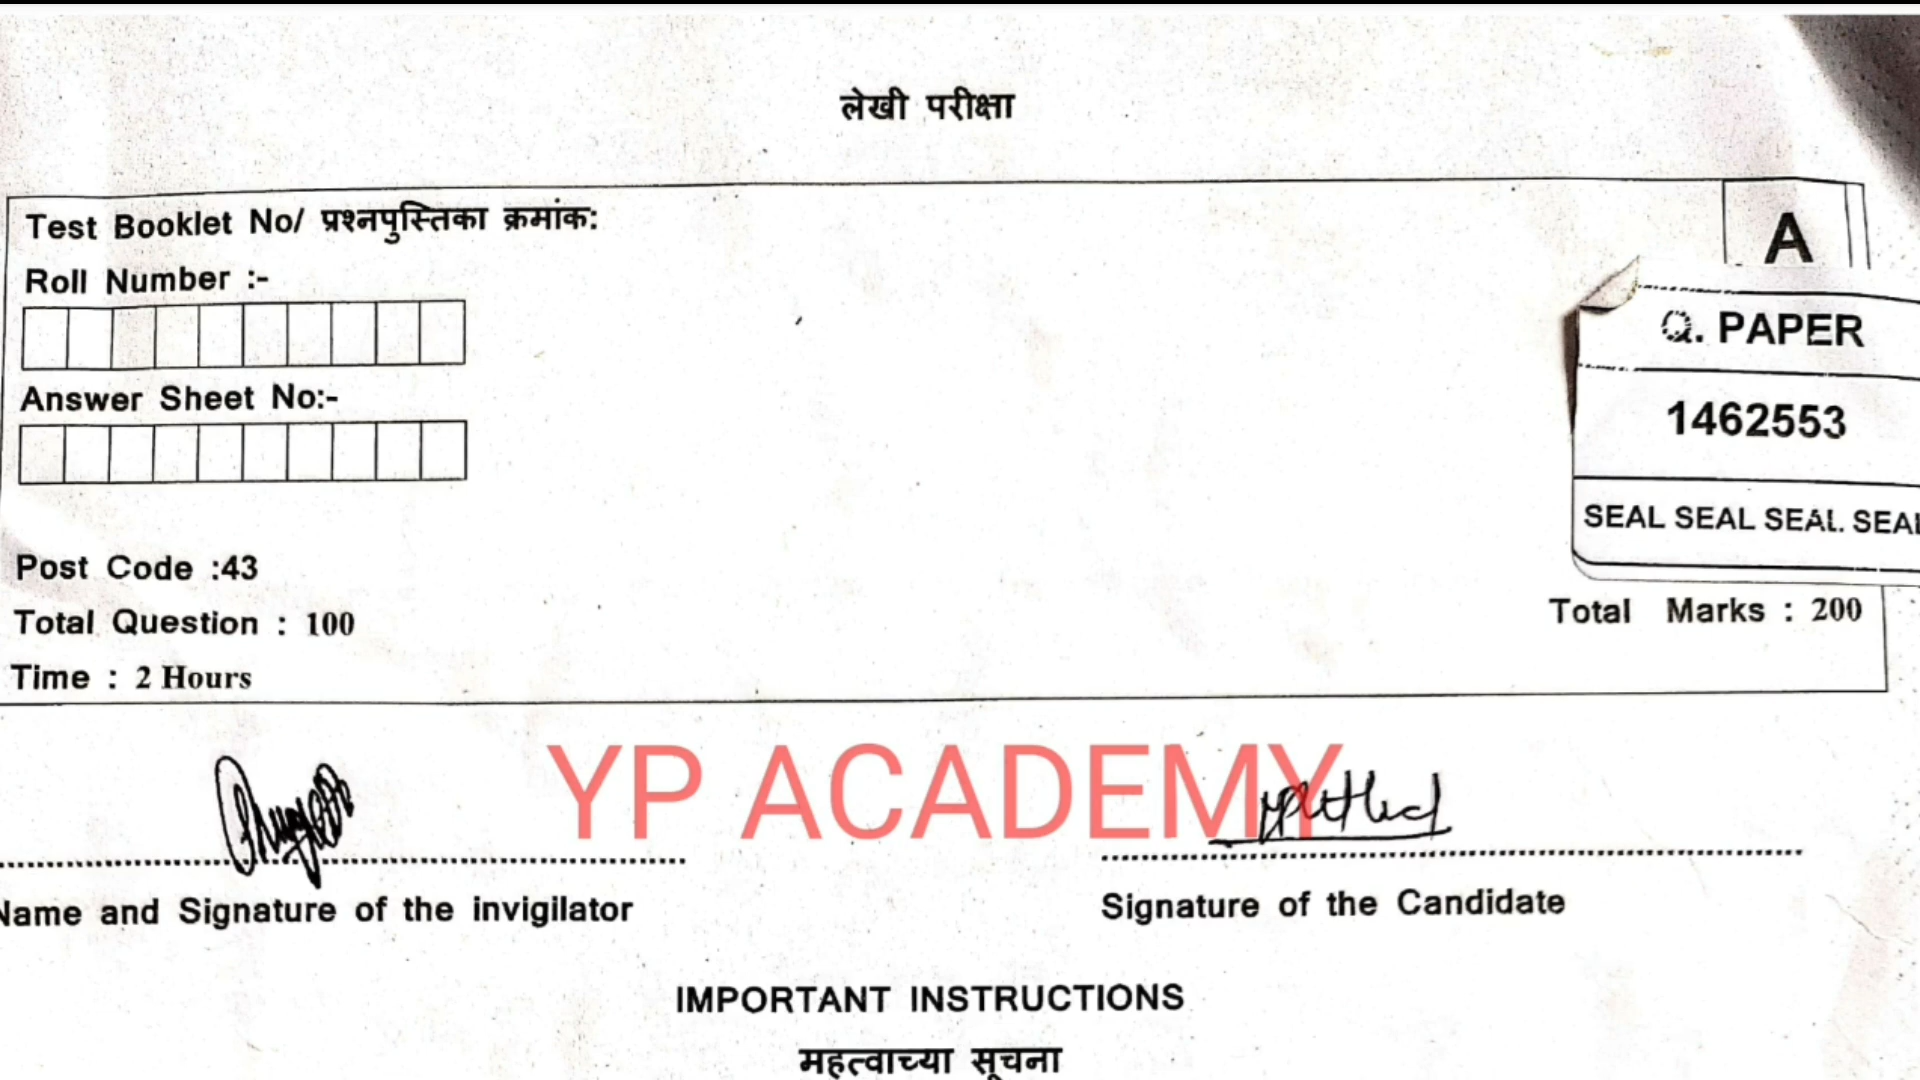 लेखी परीक्षा
Test Booklet No/ प्रश्नपुस्तिका क्रमांक:
A
Roll Number :-
Q. PAPER
Answer Sheet No:-
1462553
SEAL SEAL SEAL. SEAL
Post Code :43
Total Question : 100
Total Marks : 200
Time : 2 Hours
YP ACADEMY
Name and Signature of the invigilator
Signature of the Candidate
IMPORTANT INSTRUCTIONS
महत्वाच्या सूचना